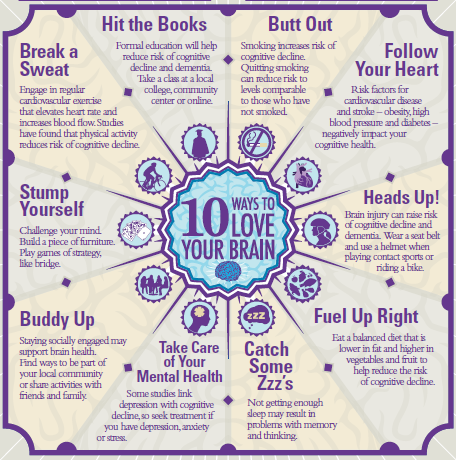 Hit the Books
Formal education will help
reduce risk of cognitive
decline and dementia.
Take a class at a local
college, community
center or online.
Butt Out
Smoking increases risk of
cognitive decline.
Quitting smoking
can reduce risk to
levels comparable
to those who have
not smoked.
Follow
Your Heart
Risk factors for
cardiovascular disease
and stroke – obesity, high
blood pressure and diabetes –
negatively impact your
cognitive health.
Heads Up!
Brain injury can raise risk
of cognitive decline and
dementia. Wear a seat belt
and use a helmet when
playing contact sports or
riding a bike.
Fuel Up Right
Eat a balanced diet that is
lower in fat and higher in
vegetables and fruit to
help reduce the risk
of cognitive decline.
Catch
Some
Zzz's
Not getting enough
sleep may result in
problems with memory
and thinking.
Take Care
of Your
Mental Health
Some studies link
depression with cognitive
decline, so seek treatment if
you have depression, anxiety
or stress.
Buddy Up
Staying socially engaged may
support brain health.
Find ways to be part of
your local community
or share activities with
friends and family.
Stump
Yourself
Challenge your mind.
Build a piece of furniture.
Play games of strategy,
like bridge.
Break a
Sweat
Engage in regular
cardiovascular exercise
that elevates heart rate and
increases blood flow. Studies
have found that physical activity
reduces risk of cognitive decline.
10 WAYS TO
LOVE
YOUR BRAIN
ZZZ